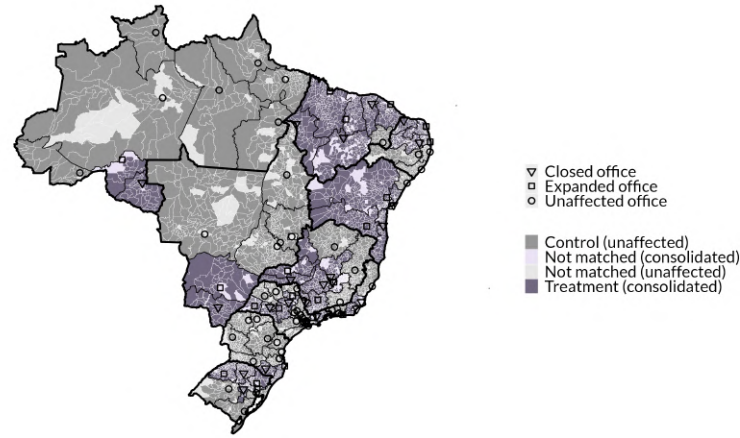 Closed office
Expanded office
Unaffected office
Control (unaffected)
Not matched (consolidated)
Not matched (unaffected)
Treatment (consolidated)